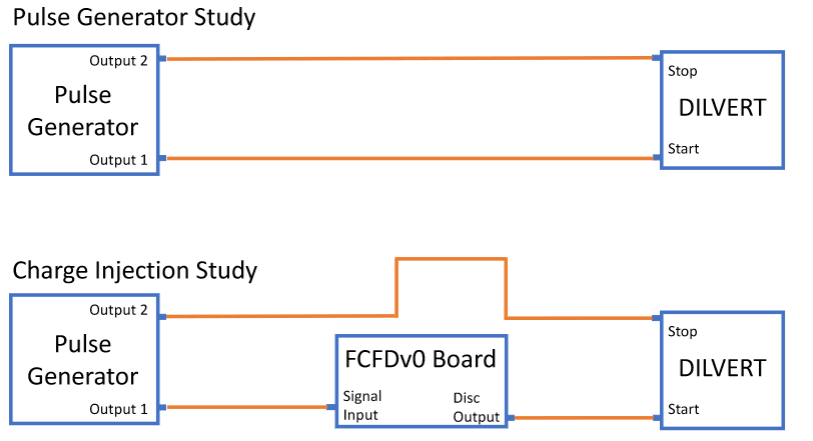 Pulse Generator Study
Output 2
Pulse
Generator
Output 1
Stop
DILVERT
Start
Charge Injection Study
Output 2
Pulse
Generator
Output 1
FCFDv0 Board
Signal
Input
Disc
Output
Stop
DILVERT
Start